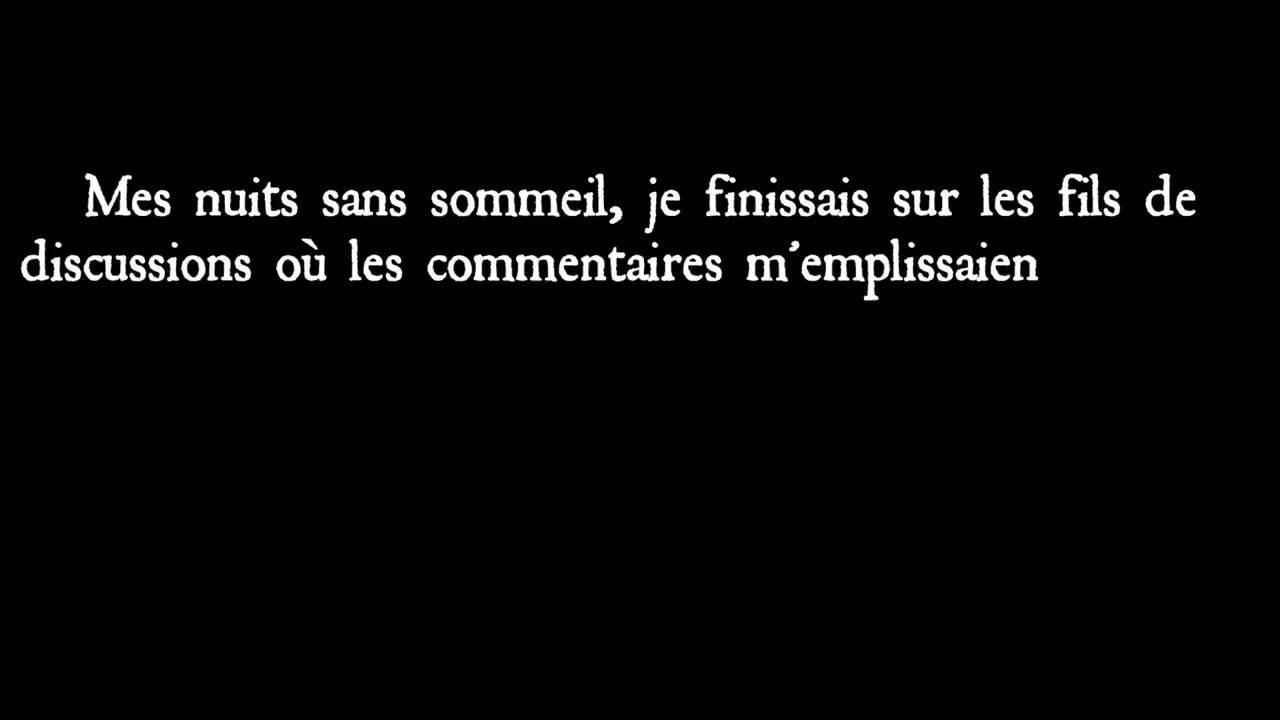 Mes nuits sans sommeil, je finissais sur les fils de
discussions où les commentaires m'emplissaien